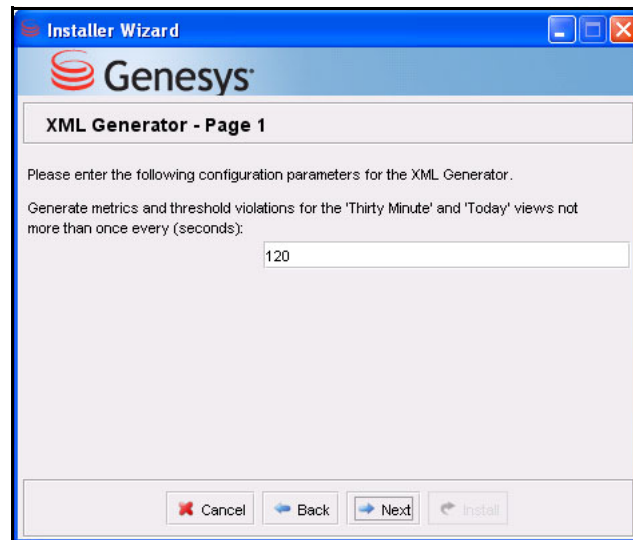 Installer Wizard
Genesys
XML Generator - Page 1
Please enter the following configuration parameters for the XML Generator.
Generate metrics and threshold violations for the 'Thirty Minute' and 'Today' views not
more than once every (seconds):
120
Cancel Back Next Install